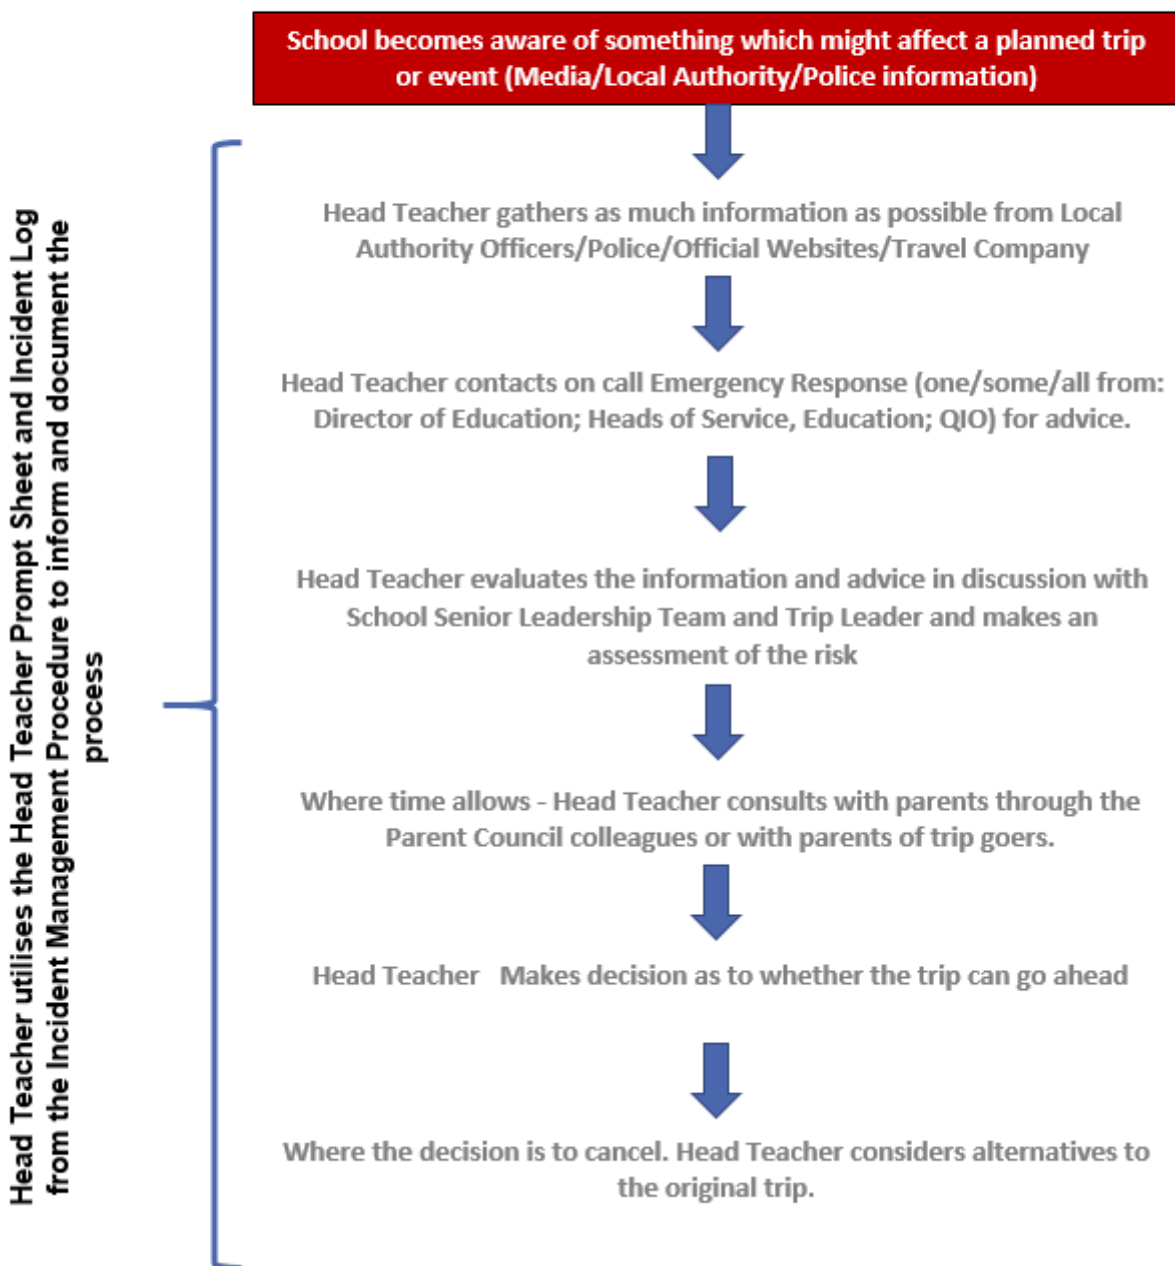 School becomes aware of something which might affect a planned trip
or event (Media/Local Authority/Police information)
Head Teacher utilises the Head Teacher Prompt Sheet and Incident Log
from the Incident Management Procedure to inform and document the
process
Head Teacher gathers as much information as possible from Local
Authority Officers/Police/Official Websites/Travel Company
Head Teacher contacts on call Emergency Response (one/some/all from:
Director of Education; Heads of Service, Education; QIO) for advice.
Head Teacher evaluates the information and advice in discussion with
School Senior Leadership Team and Trip Leader and makes an
assessment of the risk
Where time allows - Head Teacher consults with parents through the
Parent Council colleagues or with parents of trip goers.
Head Teacher   Makes decision as to whether the trip can go ahead
Where the decision is to cancel. Head Teacher considers alternatives to
the original trip.